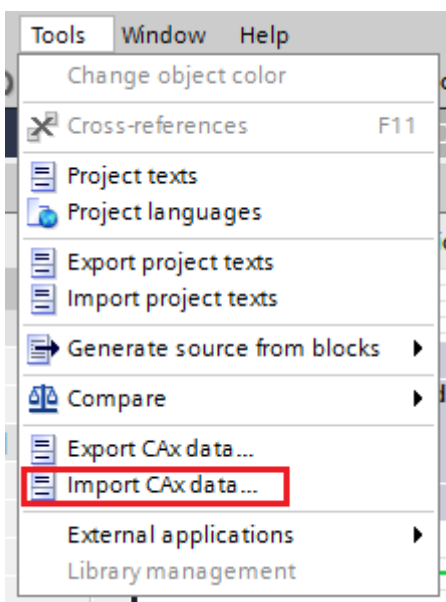 Tools Window Help
Change object color
Cross-references F11
Project texts
Project languages
Export project texts
Import project texts
Generate source from blocks
Compare
Export CAx data...
Import CAx data...
External applications
Library management